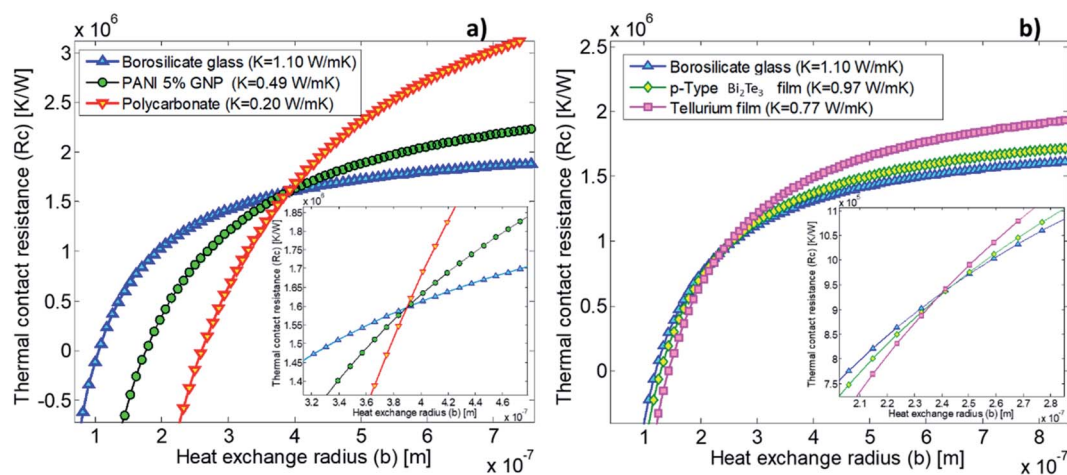 x 10⁶
a)
3
2.5
2
1.5
1
0.5
0
-0.5
Thermal contact resistance (Rc) [K/W]
Borosilicate glass (K=1.10 W/mK)
PANI 5% GNP (K=0.49 W/mK)
Polycarbonate (K=0.20 W/mK)
x 10⁶
1.85
1.8
1.75
1.7
1.65
1.6
1.55
1.5
1.45
1.4
Thermal contact resistance (Rc) [K/W]
3.2 3.4 3.6 3.8 4 4.2 4.4 4.6
Heat exchange radius (b) [m]
x 10⁻⁷
1 2 3 4 5 6 7
Heat exchange radius (b) [m]
x 10⁻⁷
x 10⁶
b)
2.5
2
1.5
1
0.5
0
Thermal contact resistance (Rc) [K/W]
Borosilicate glass (K=1.10 W/mK)
p-Type Bi₂Te₃ film (K=0.97 W/mK)
Tellurium film (K=0.77 W/mK)
x 10⁵
10.5
10
9.5
9
8.5
8
7.5
Thermal contact resistance (Rc) [K/W]
2.1 2.2 2.3 2.4 2.5 2.6 2.7 2.8
Heat exchange radius (b) [m]
x 10⁻⁷
1 2 3 4 5 6 7 8
Heat exchange radius (b) [m]
x 10⁻⁷